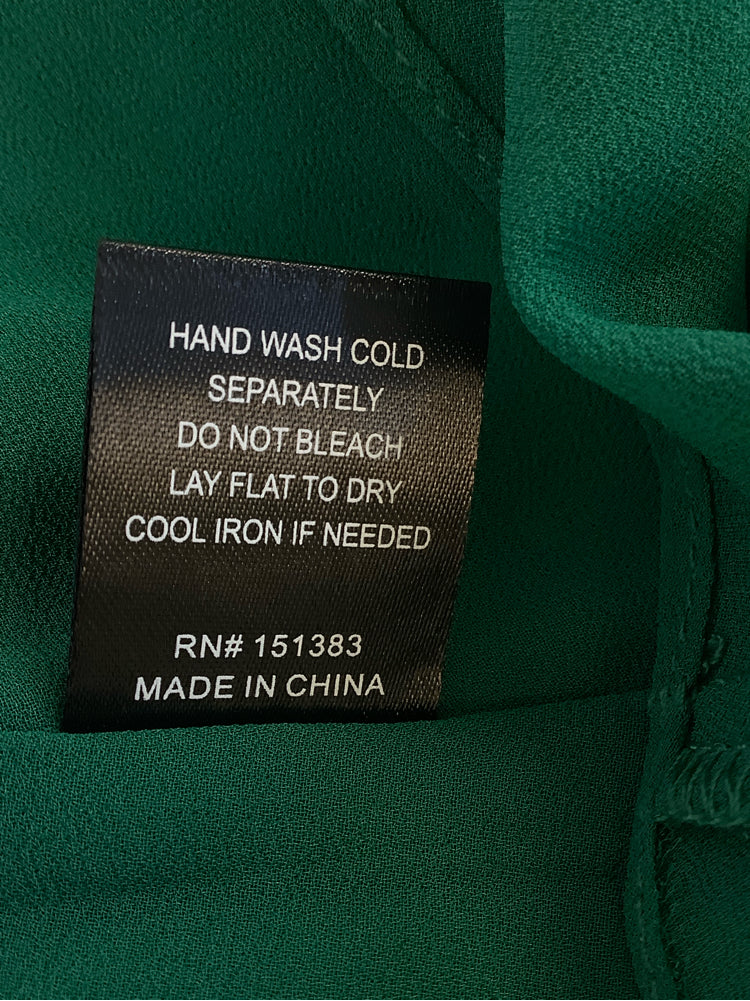 HAND WASH COLD
SEPARATELY
DO NOT BLEACH
LAY FLAT TO DRY
COOL IRON IF NEEDED
RN# 151383
MADE IN CHINA